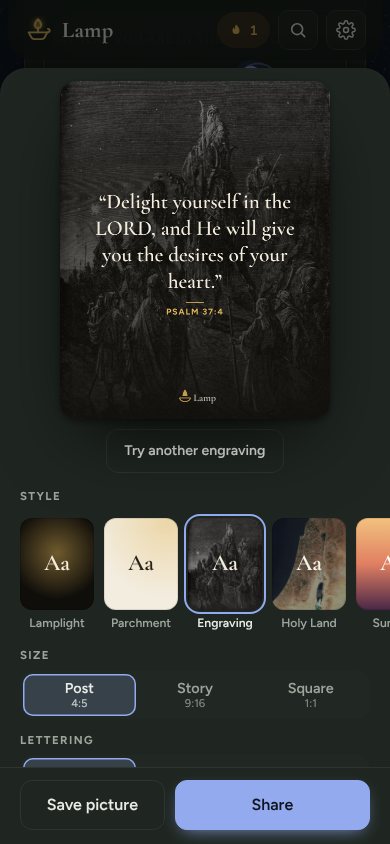 Lamp
1
“Delight yourself in the
LORD, and He will give
you the desires of your
heart.”
PSALM 37:4
Lamp
Try another engraving
STYLE
Aa
Aa
Aa
Aa
Lamplight
Parchment
Engraving
Holy Land
SIZE
Post
Story
Square
4:5
9:16
1:1
LETTERING
Save picture
Share